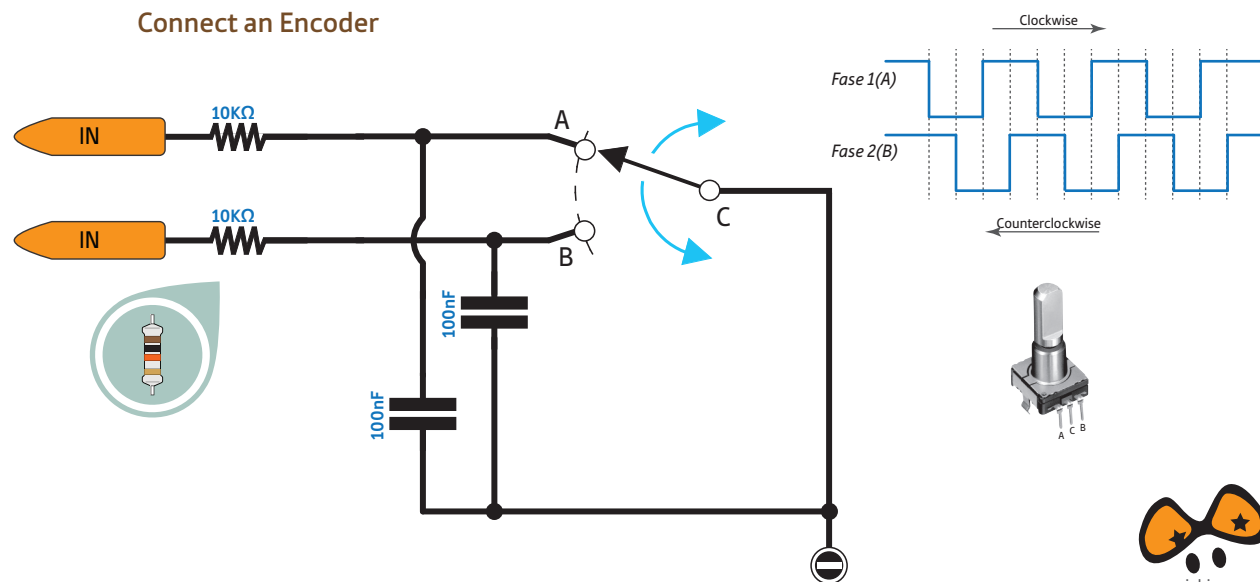 Connect an Encoder
Clockwise
Fase 1(A)
Fase 2(B)
Counterclockwise
IN
10KΩ
A
IN
10KΩ
B
C
100nF
100nF
A C B